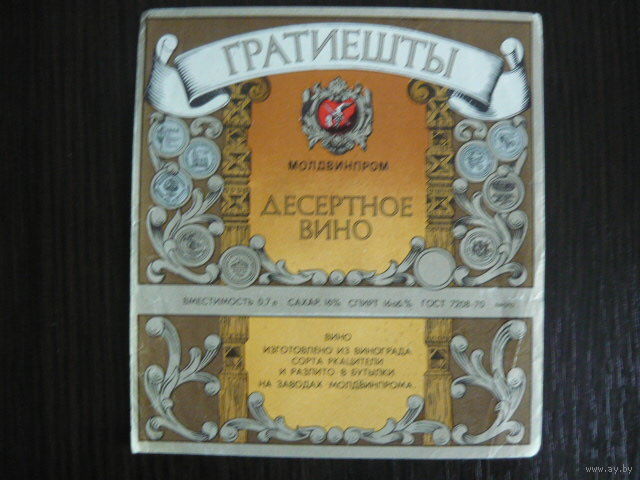 ГРАТИЕШТЫ
МОЛДВИНПРОМ
ДЕСЕРТНОЕ
ВИНО
ВМЕСТИМОСТЬ 0,7 л САХАР 16% СПИРТ 16 об % ГОСТ 7208-70
ВИНО
ИЗГОТОВЛЕНО ИЗ ВИНОГРАДА
СОРТА РКАЦИТЕЛИ
И РАЗЛИТО В БУТЫЛКИ
НА ЗАВОДАХ МОЛДВИНПРОМА
www.ay.by